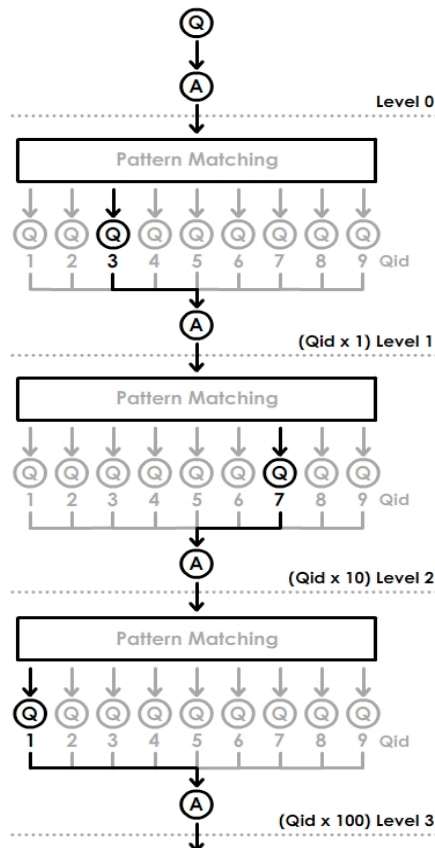 Q
A
Level 0
Pattern Matching
Q Q Q Q Q Q Q Q Q
1 2 3 4 5 6 7 8 9 Qid
A
(Qid x 1) Level 1
Pattern Matching
Q Q Q Q Q Q Q Q Q
1 2 3 4 5 6 7 8 9 Qid
A
(Qid x 10) Level 2
Pattern Matching
Q Q Q Q Q Q Q Q Q
1 2 3 4 5 6 7 8 9 Qid
A
(Qid x 100) Level 3